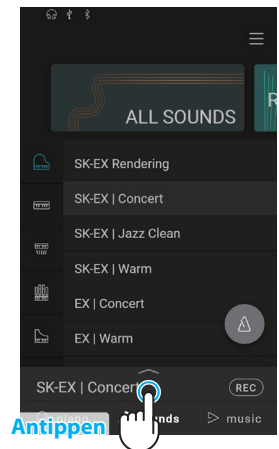 ALL SOUNDS
R
SK-EX Rendering
SK-EX | Concert
SK-EX | Jazz Clean
SK-EX | Warm
EX | Concert
EX | Warm
SK-EX | Concert
REC
Antippen
music